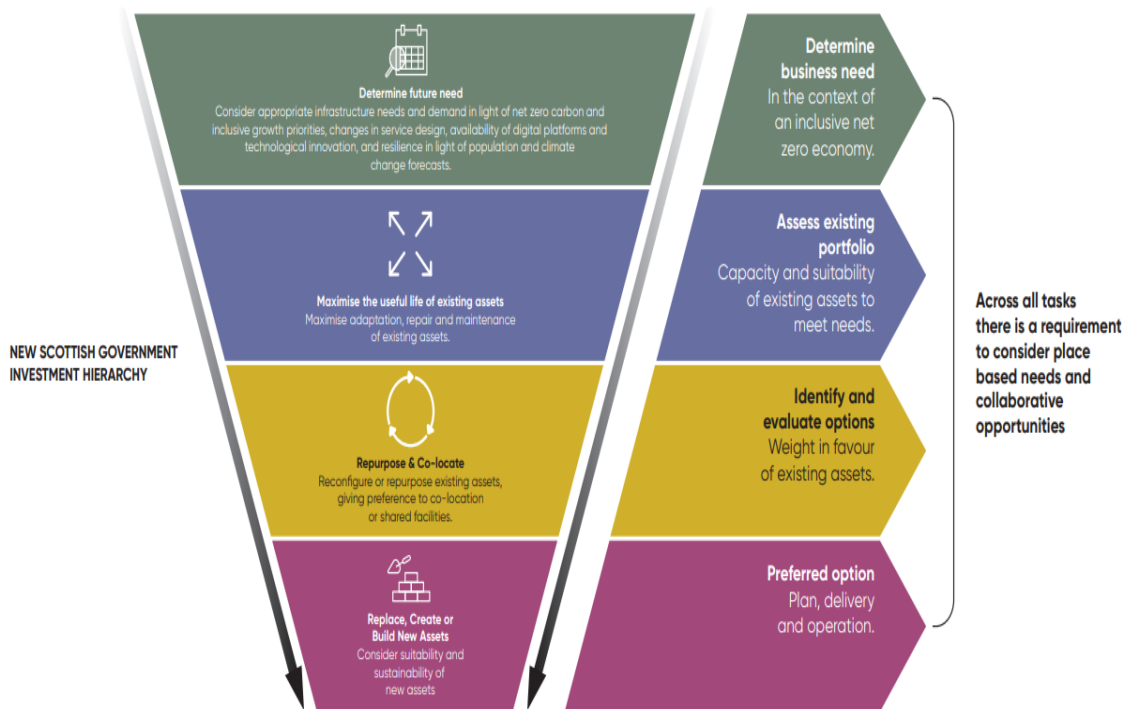 NEW SCOTTISH GOVERNMENT
INVESTMENT HIERARCHY
Determine future need
Consider appropriate infrastructure needs and demand in light of net zero carbon and
inclusive growth priorities, changes in service design, availability of digital platforms and
technological innovation, and resilience in light of population and climate
change forecasts.
Maximise the useful life of existing assets
Maximise adaptation, repair and maintenance
of existing assets.
Repurpose & Co-locate
Reconfigure or repurpose existing assets,
giving preference to co-location
or shared facilities.
Replace, Create or
Build New Assets
Consider suitability and
sustainability of
new assets
Determine
business need
In the context of
an inclusive net
zero economy.
Assess existing
portfolio
Capacity and suitability
of existing assets to
meet needs.
Identify and
evaluate options
Weight in favour
of existing assets.
Preferred option
Plan, delivery
and operation.
Across all tasks
there is a requirement
to consider place
based needs and
collaborative
opportunities